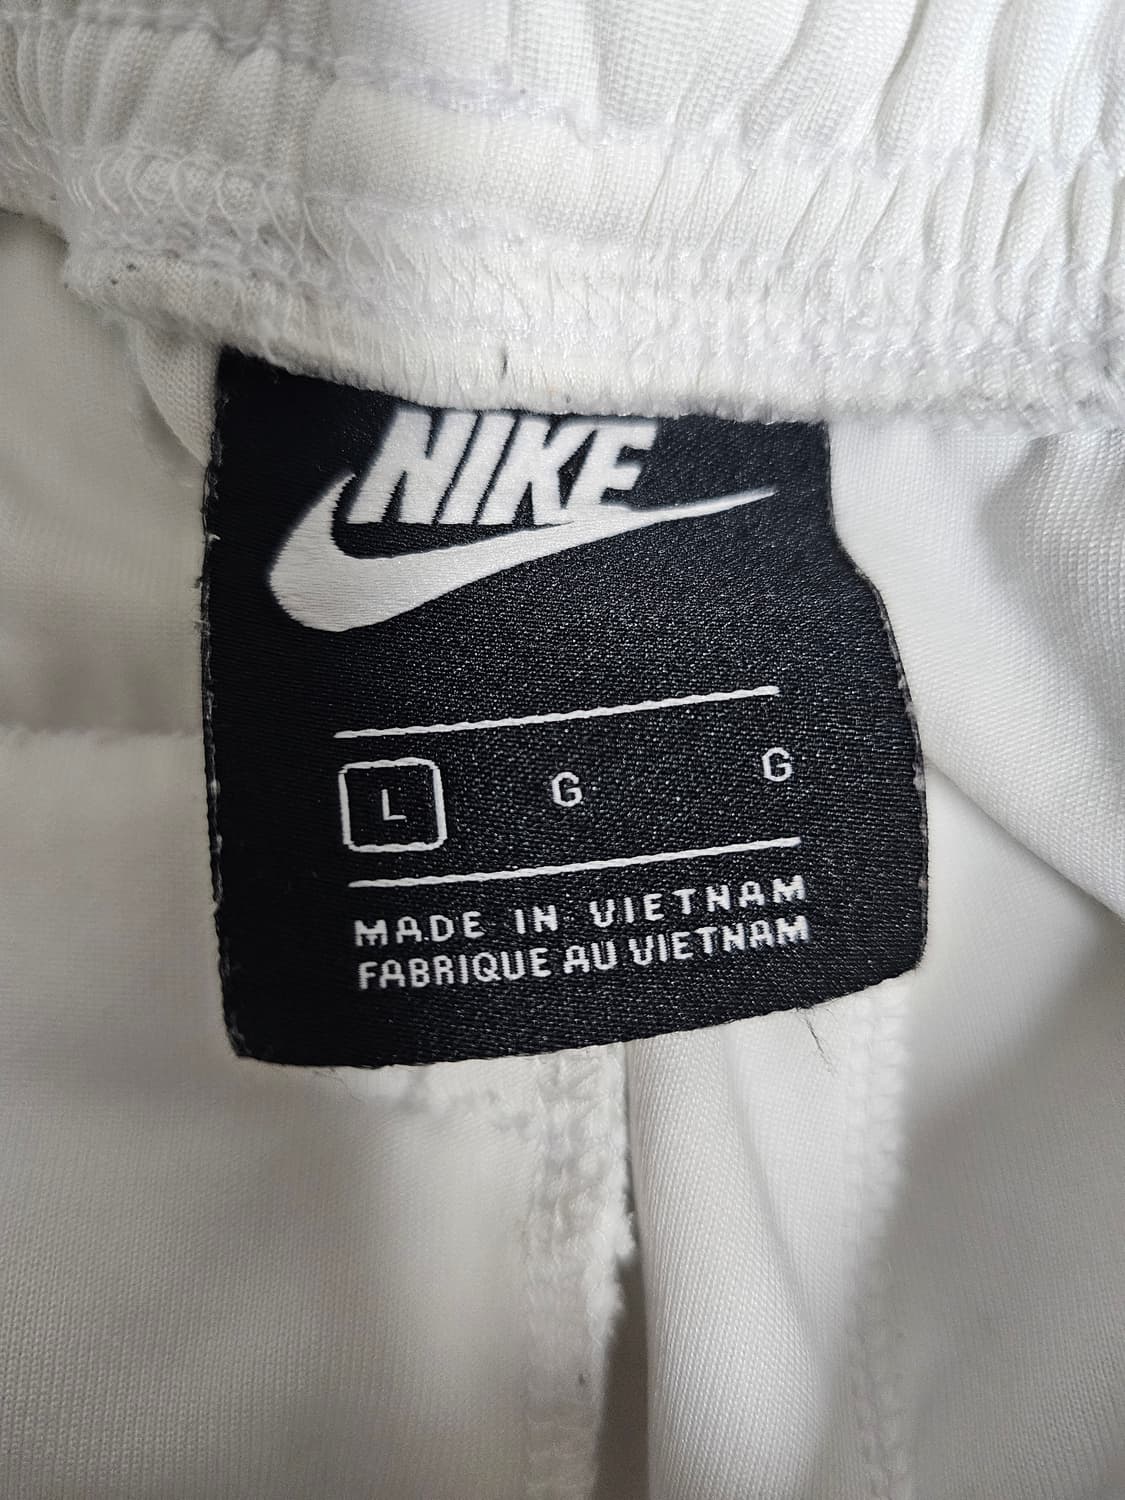 NIKE
L G G
MADE IN VIETNAM
FABRIQUE AU VIETNAM